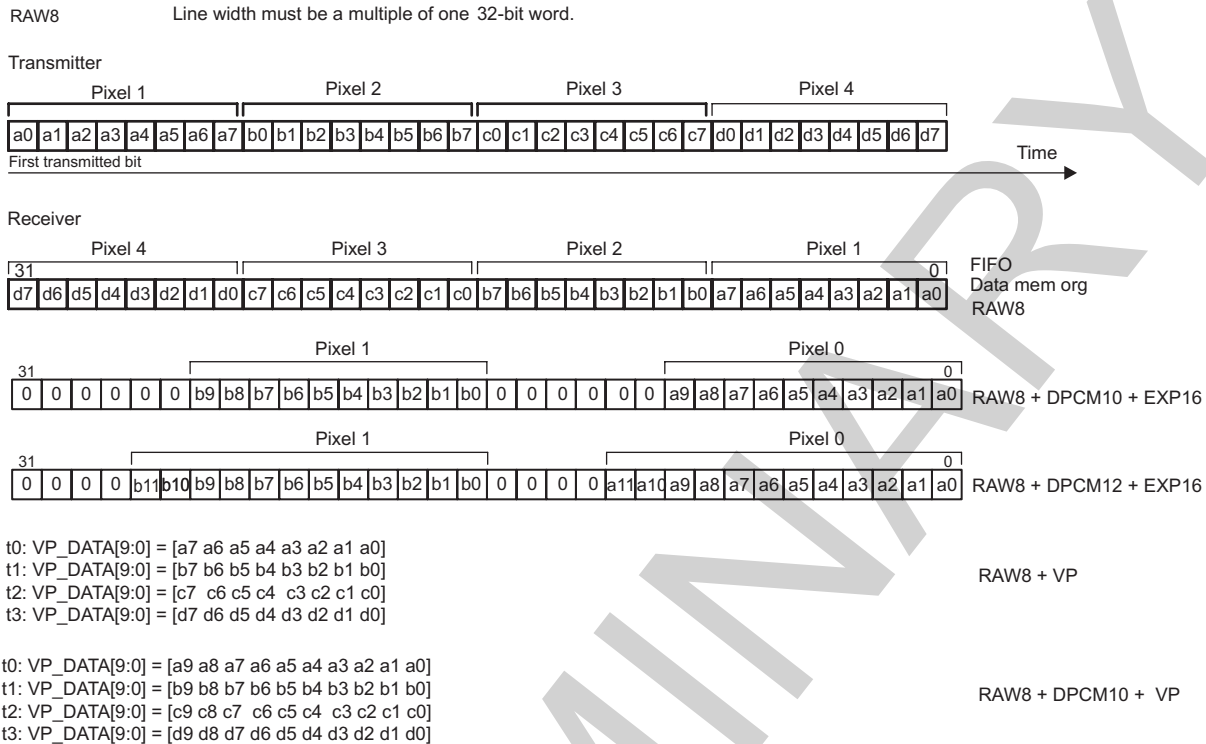 RAW8 Line width must be a multiple of one 32-bit word.
Transmitter
Pixel 1 Pixel 2 Pixel 3 Pixel 4
a0 a1 a2 a3 a4 a5 a6 a7 b0 b1 b2 b3 b4 b5 b6 b7 c0 c1 c2 c3 c4 c5 c6 c7 d0 d1 d2 d3 d4 d5 d6 d7
First transmitted bit Time
Receiver
Pixel 4 Pixel 3 Pixel 2 Pixel 1
31 0 FIFO
Data mem org
d7 d6 d5 d4 d3 d2 d1 d0 c7 c6 c5 c4 c3 c2 c1 c0 b7 b6 b5 b4 b3 b2 b1 b0 a7 a6 a5 a4 a3 a2 a1 a0
RAW8
Pixel 1 Pixel 0
31 0
0 0 0 0 0 0 b9 b8 b7 b6 b5 b4 b3 b2 b1 b0 0 0 0 0 0 0 a9 a8 a7 a6 a5 a4 a3 a2 a1 a0 RAW8 + DPCM10 + EXP16
Pixel 1 Pixel 0
31 0
0 0 0 0 b11 b10 b9 b8 b7 b6 b5 b4 b3 b2 b1 b0 0 0 0 0 a11 a10 a9 a8 a7 a6 a5 a4 a3 a2 a1 a0 RAW8 + DPCM12 + EXP16
t0: VP_DATA[9:0] = [a7 a6 a5 a4 a3 a2 a1 a0]
t1: VP_DATA[9:0] = [b7 b6 b5 b4 b3 b2 b1 b0]
RAW8 + VP
t2: VP_DATA[9:0] = [c7 c6 c5 c4 c3 c2 c1 c0]
t3: VP_DATA[9:0] = [d7 d6 d5 d4 d3 d2 d1 d0]
t0: VP_DATA[9:0] = [a9 a8 a7 a6 a5 a4 a3 a2 a1 a0]
t1: VP_DATA[9:0] = [b9 b8 b7 b6 b5 b4 b3 b2 b1 b0]
RAW8 + DPCM10 + VP
t2: VP_DATA[9:0] = [c9 c8 c7 c6 c5 c4 c3 c2 c1 c0]
t3: VP_DATA[9:0] = [d9 d8 d7 d6 d5 d4 d3 d2 d1 d0]
MINARY